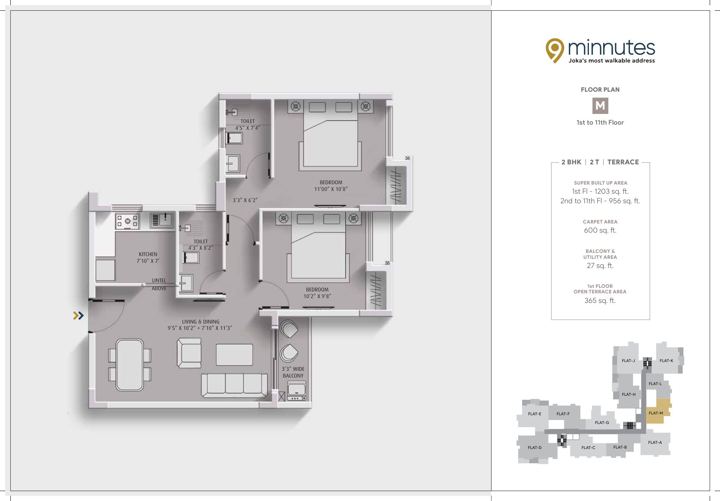 9 minnutes
Joka's most walkable address
FLOOR PLAN
M
1st to 11th Floor
2 BHK | 2 T | TERRACE
SUPER BUILT UP AREA
1st Fl - 1203 sq. ft.
2nd to 11th Fl - 956 sq. ft.
CARPET AREA
600 sq. ft.
BALCONY &
UTILITY AREA
27 sq. ft.
1st FLOOR
OPEN TERRACE AREA
365 sq. ft.
TOILET
4'5" X 7'4"
BEDROOM
11'00" X 10'8"
3'3" X 6'2"
TOILET
4'3" X 8'2"
KITCHEN
7'10" X 7'
LINTEL
ABOVE
BEDROOM
10'2" X 9'8"
LIVING & DINING
9'5" X 10'2" + 7'10" X 11'3"
3'3" WIDE
BALCONY
FLAT-J
FLAT-K
FLAT-L
FLAT-H
FLAT-M
FLAT-E
FLAT-F
FLAT-G
FLAT-D
FLAT-C
FLAT-B
FLAT-A